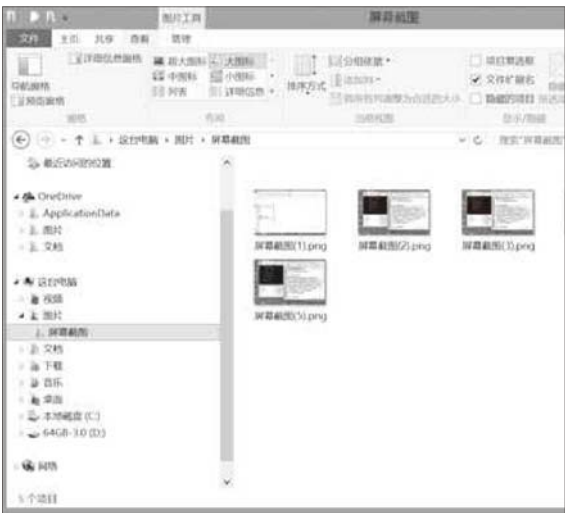 图片工具 屏幕截图
文件 主页 共享 查看 管理
导航窗格
预览窗格
详细信息窗格
超大图标 大图标
中图标 小图标
列表 详细信息
排序方式
分组依据
添加列
将所有列调整为合适的大小
项目复选框
文件扩展名
隐藏的项目
窗格 布局 当前视图 显示/隐藏
这台电脑 图片 屏幕截图
搜索"屏幕截图"
最近访问的位置
OneDrive
ApplicationData
图片
文档
这台电脑
视频
图片
屏幕截图
文档
下载
音乐
桌面
本地磁盘 (C:)
64GB-3.0 (D:)
网络
屏幕截图(1).png 屏幕截图(2).png 屏幕截图(3).png
屏幕截图(5).png
5 个项目